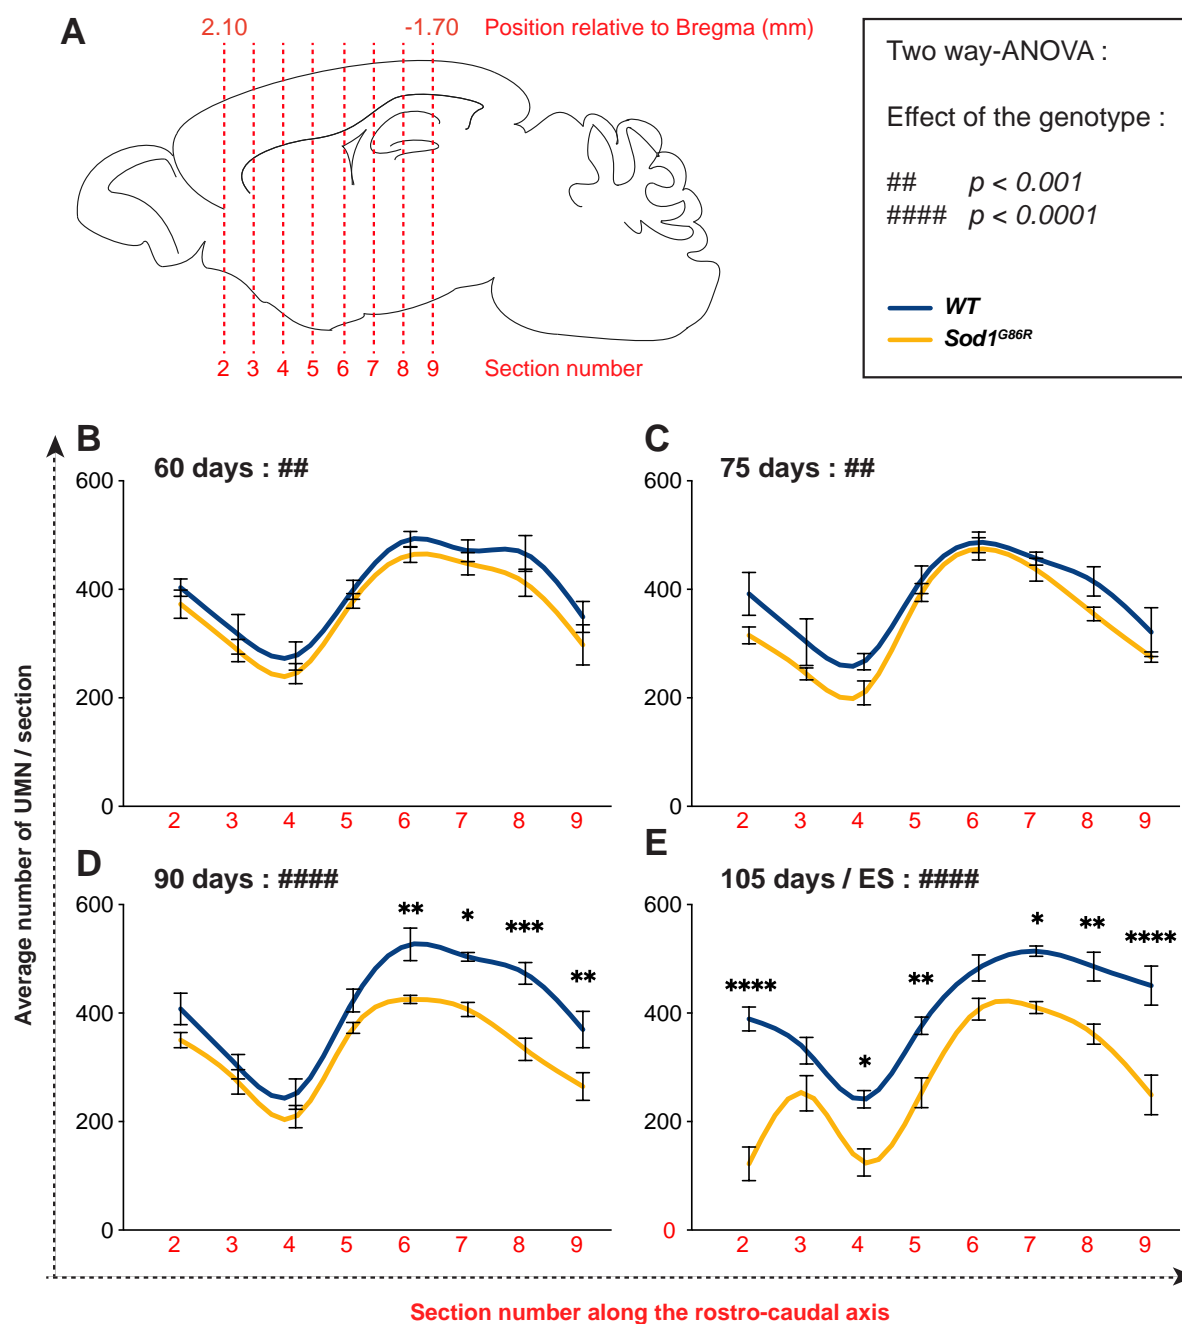 A
2.10 -1.70 Position relative to Bregma (mm)
2 3 4 5 6 7 8 9 Section number
Two way-ANOVA :
Effect of the genotype :
## p < 0.001
#### p < 0.0001
WT
Sod1G86R
Average number of UMN / section
B
60 days : ##
600
400
200
0
2 3 4 5 6 7 8 9
C
75 days : ##
600
400
200
0
2 3 4 5 6 7 8 9
D
90 days : ####
600
400
200
0
** * *** **
2 3 4 5 6 7 8 9
E
105 days / ES : ####
600
400
200
0
**** * ** * ** ****
2 3 4 5 6 7 8 9
Section number along the rostro-caudal axis